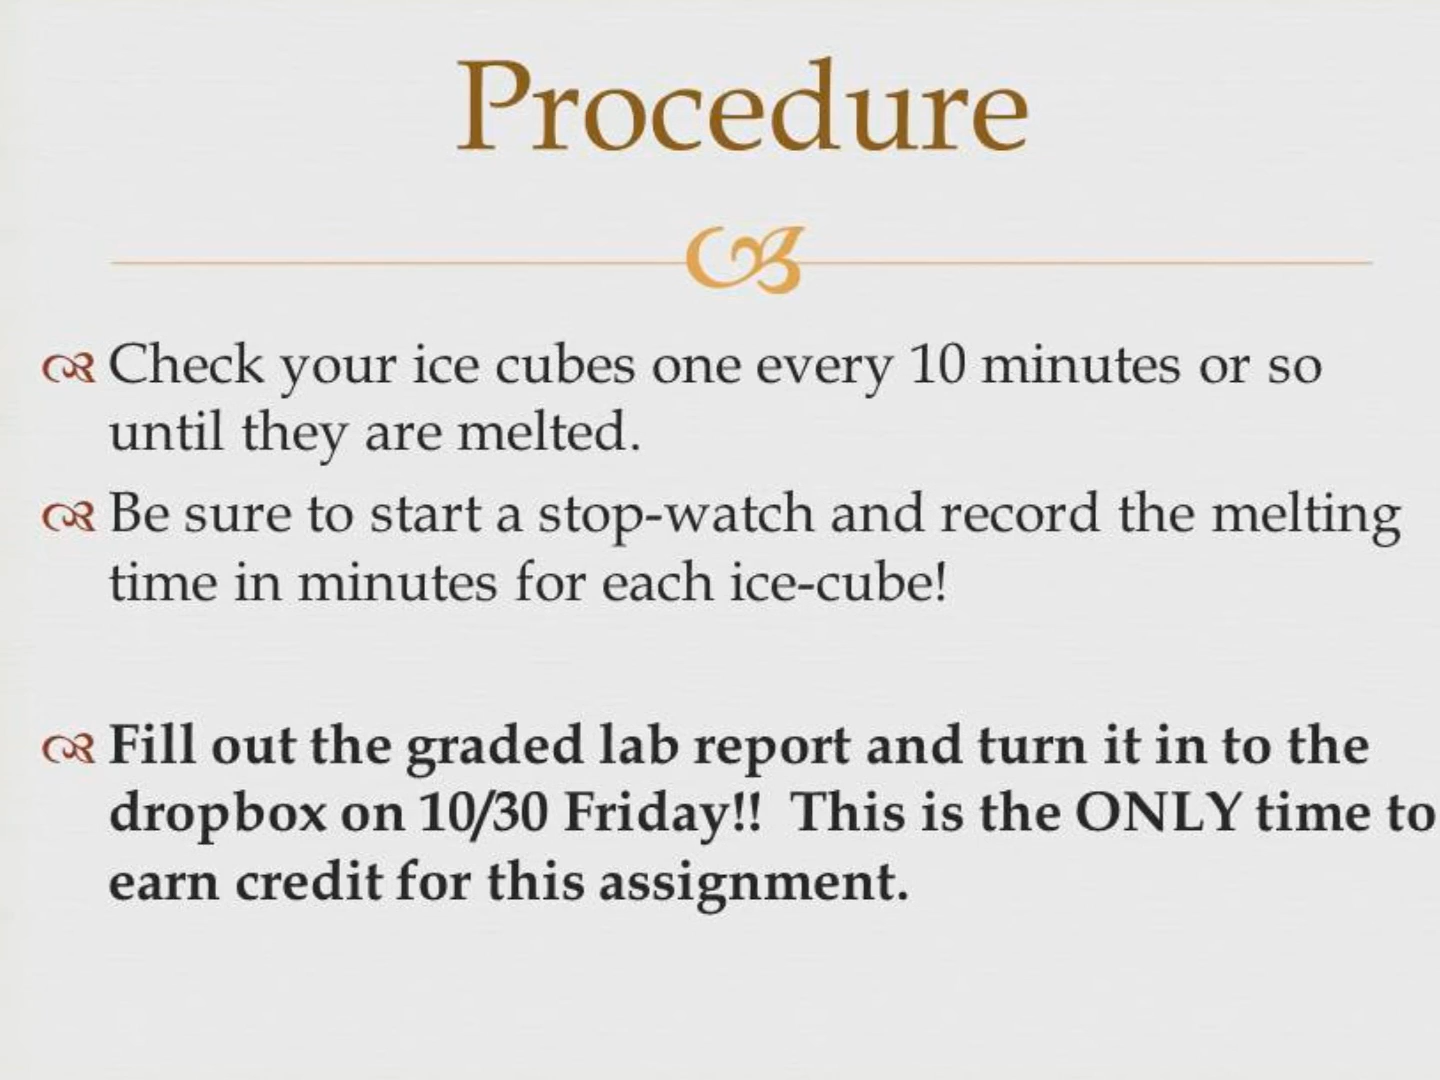 Procedure
Check your ice cubes one every 10 minutes or so
until they are melted.
Be sure to start a stop-watch and record the melting
time in minutes for each ice-cube!
Fill out the graded lab report and turn it in to the
dropbox on 10/30 Friday!!  This is the ONLY time to
earn credit for this assignment.